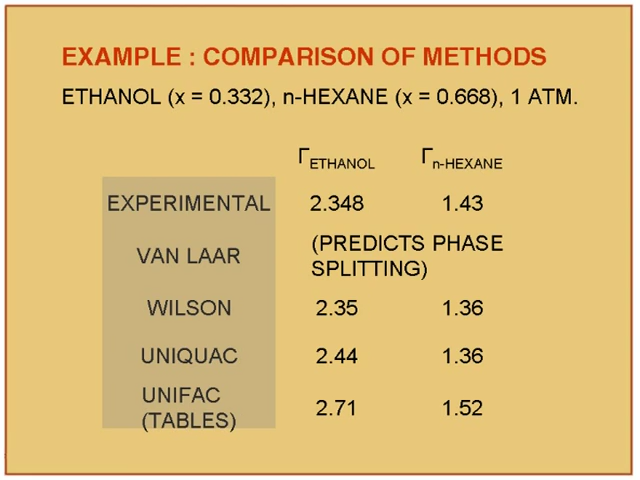 EXAMPLE : COMPARISON OF METHODS
ETHANOL (x = 0.332), n-HEXANE (x = 0.668), 1 ATM.
ΓETHANOL Γn-HEXANE
EXPERIMENTAL 2.348 1.43
VAN LAAR (PREDICTS PHASE
SPLITTING)
WILSON 2.35 1.36
UNIQUAC 2.44 1.36
UNIFAC
(TABLES) 2.71 1.52